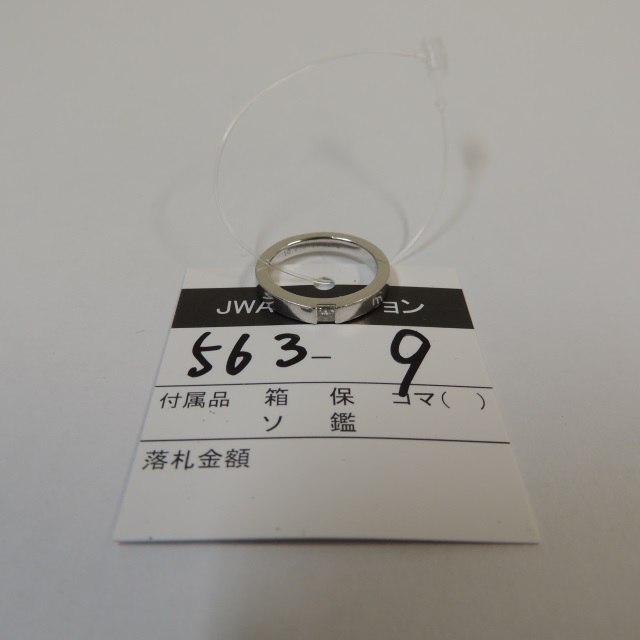 JWA ョン
563-9
付属品 箱 保 コマ( )
ソ 鑑
落札金額